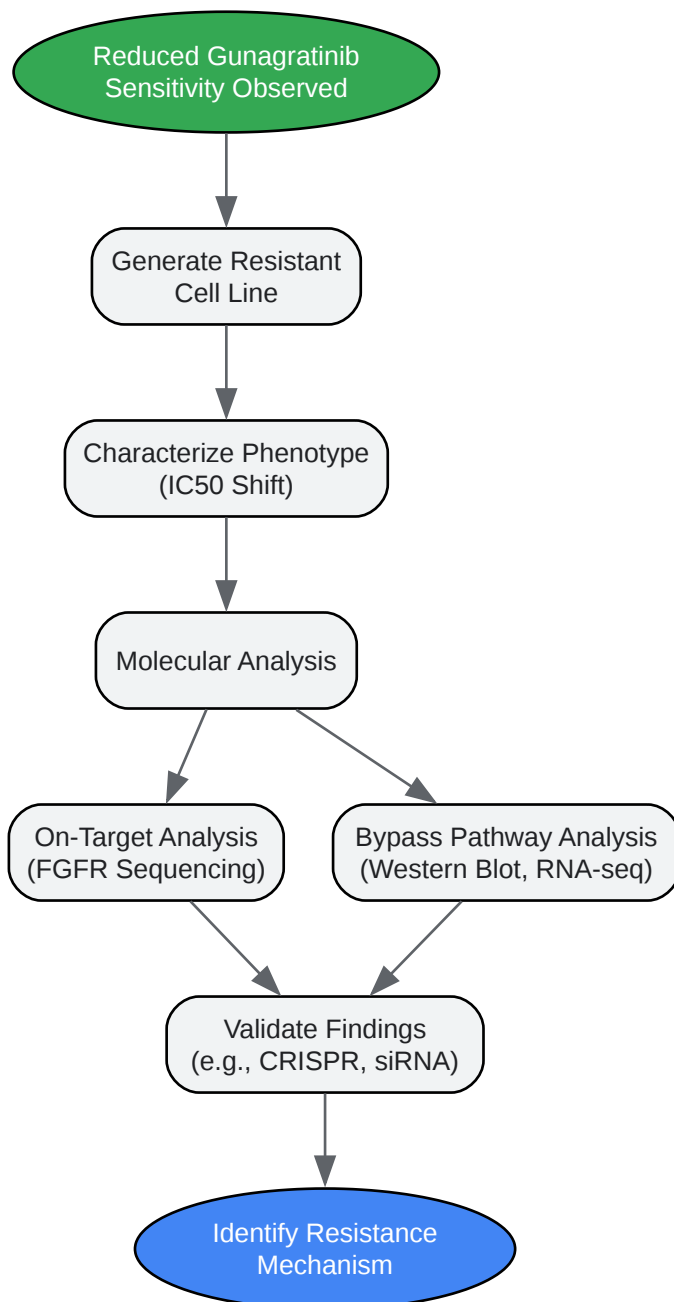 Reduced Gunagratinib
Sensitivity Observed
Generate Resistant
Cell Line
Characterize Phenotype
(IC50 Shift)
Molecular Analysis
On-Target Analysis
(FGFR Sequencing)
Bypass Pathway Analysis
(Western Blot, RNA-seq)
Validate Findings
(e.g., CRISPR, siRNA)
Identify Resistance
Mechanism